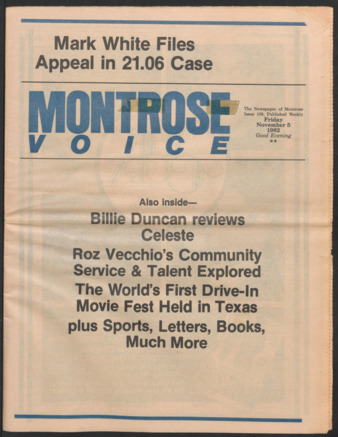 Mark White Files
Appeal in 21.06 Case
MONTROSE
VOICE
The Newspaper of Montrose
Issue 106, Published Weekly
Friday
November 5
1982
Good Evening
**
Also inside—
Billie Duncan reviews
Celeste
Roz Vecchio's Community
Service & Talent Explored
The World's First Drive-In
Movie Fest Held in Texas
plus Sports, Letters, Books,
Much More